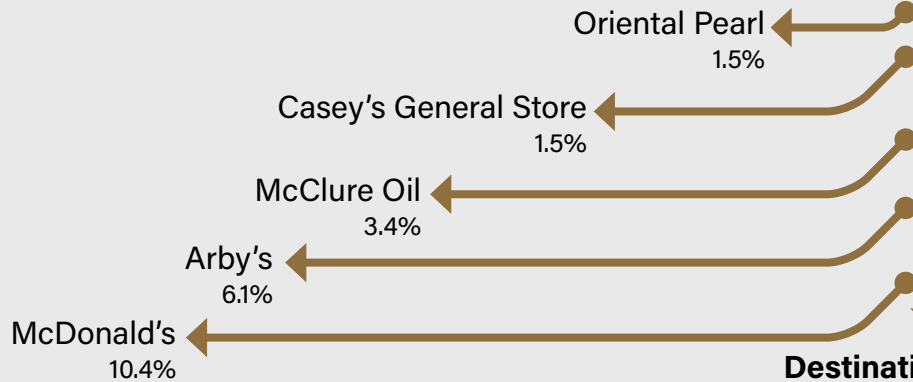 Oriental Pearl
1.5%
Casey's General Store
1.5%
McClure Oil
3.4%
Arby's
6.1%
McDonald's
10.4%